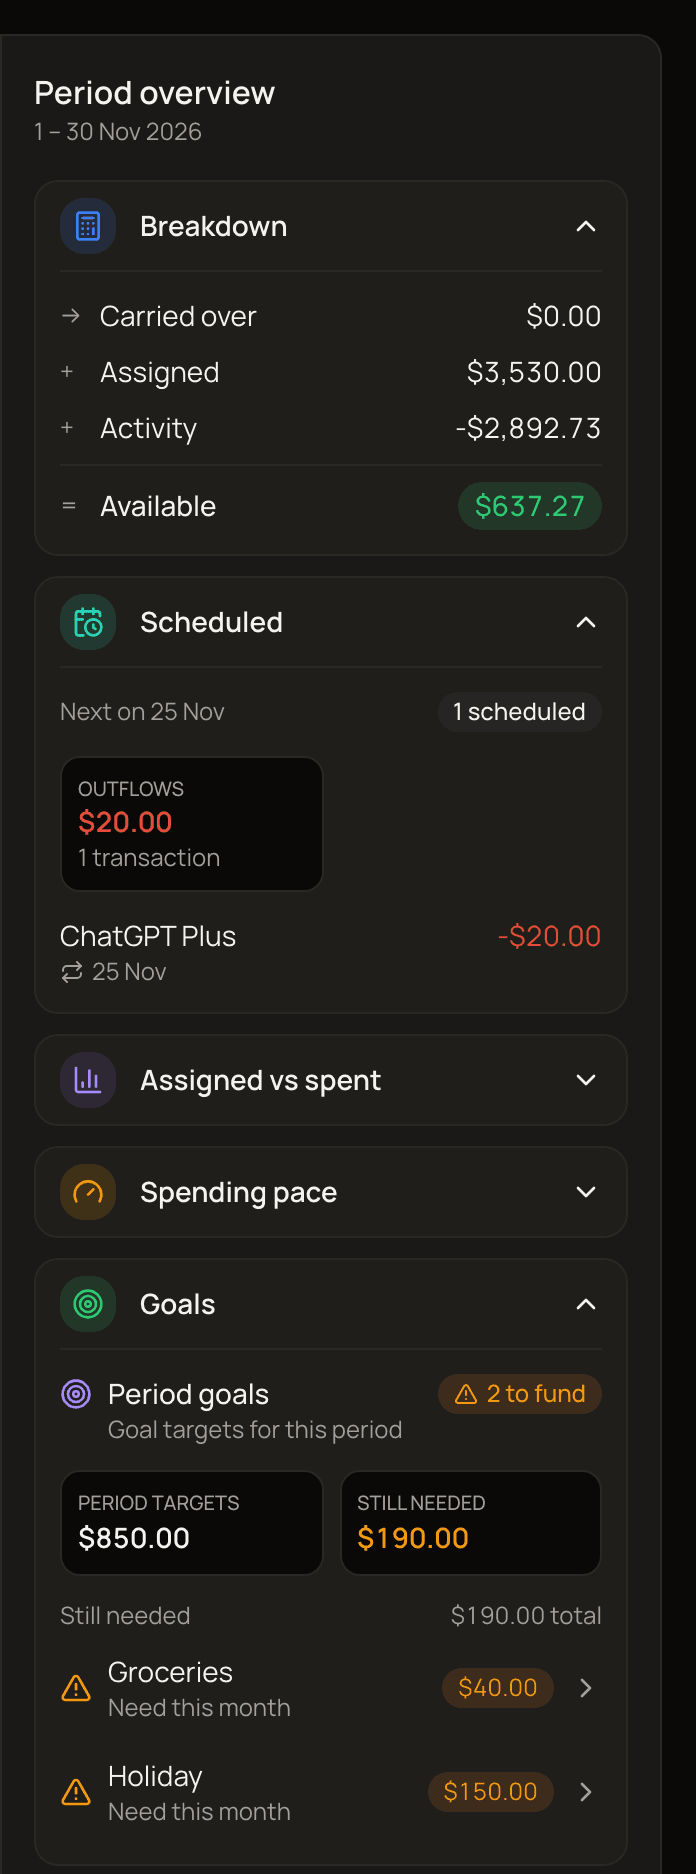 Period overview
1 – 30 Nov 2026
Breakdown
→ Carried over $0.00
+ Assigned $3,530.00
+ Activity -$2,892.73
= Available $637.27
Scheduled
Next on 25 Nov 1 scheduled
OUTFLOWS
$20.00
1 transaction
ChatGPT Plus -$20.00
25 Nov
Assigned vs spent
Spending pace
Goals
Period goals 2 to fund
Goal targets for this period
PERIOD TARGETS STILL NEEDED
$850.00 $190.00
Still needed $190.00 total
Groceries $40.00
Need this month
Holiday $150.00
Need this month